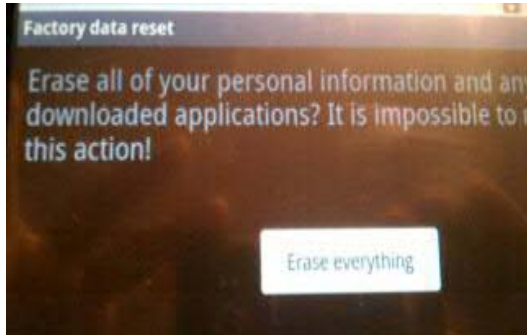 Factory data reset
Erase all of your personal information and
downloaded applications? It is impossible to
this action!
Erase everything